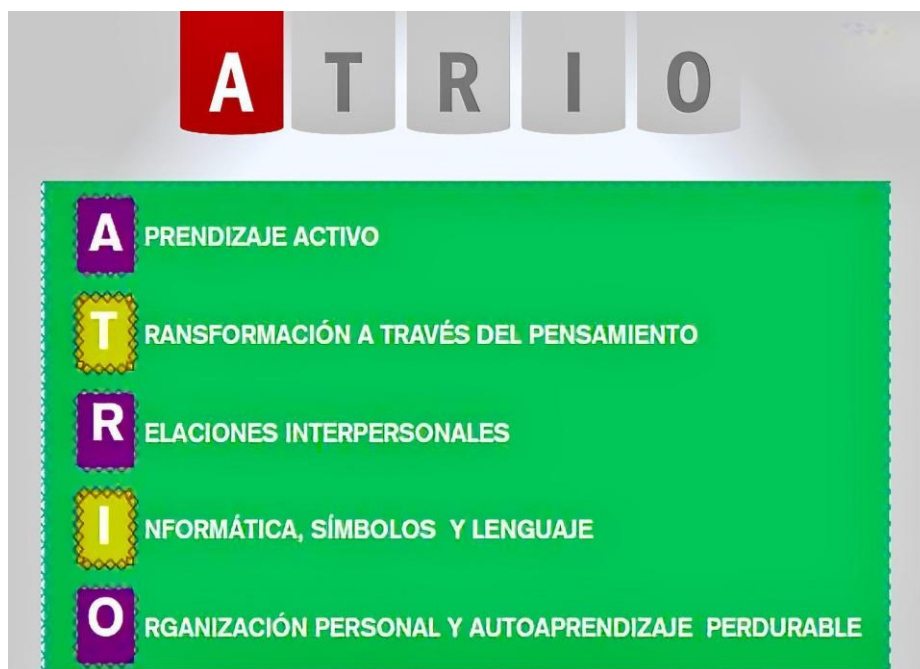 A T R I O
A PRENDIZAJE ACTIVO
T RANSFORMACIÓN A TRAVÉS DEL PENSAMIENTO
R ELACIONES INTERPERSONALES
I NFORMÁTICA, SÍMBOLOS Y LENGUAJE
O RGANIZACIÓN PERSONAL Y AUTOAPRENDIZAJE PERDURABLE